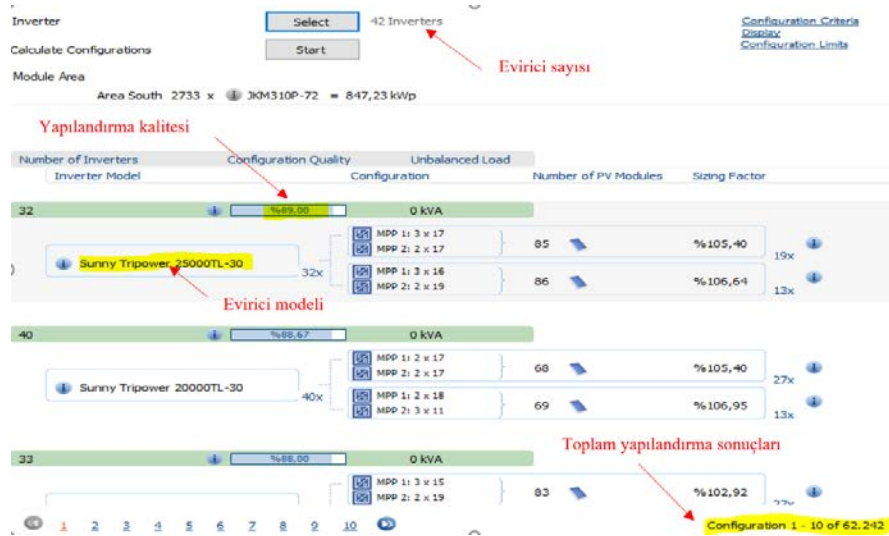 Inverter Select 42 Inverters Configuration Criteria
Display
Calculate Configurations Start Configuration Limits
Evirici sayısı
Module Area
Area South 2733 x JKM310P-72 = 847,23 kWp
Yapılandırma kalitesi
Number of Inverters Configuration Quality Unbalanced Load
Inverter Model Configuration Number of PV Modules Sizing Factor
32 %89,00 0 kVA
MPP 1: 3 x 17
MPP 2: 2 x 17
85 %105,40 19x
Sunny Tripower 25000TL-30 32x
MPP 1: 3 x 16
MPP 2: 2 x 19
86 %106,64 13x
Evirici modeli
40 %88,67 0 kVA
MPP 1: 2 x 17
MPP 2: 2 x 17
68 %105,40 27x
Sunny Tripower 20000TL-30 40x
MPP 1: 2 x 18
MPP 2: 3 x 11
69 %106,95 13x
Toplam yapılandırma sonuçları
33 %88,00 0 kVA
MPP 1: 3 x 15
MPP 2: 2 x 19
83 %102,92 27x
1 2 3 4 5 6 7 8 9 10 Configuration 1 - 10 of 62.242